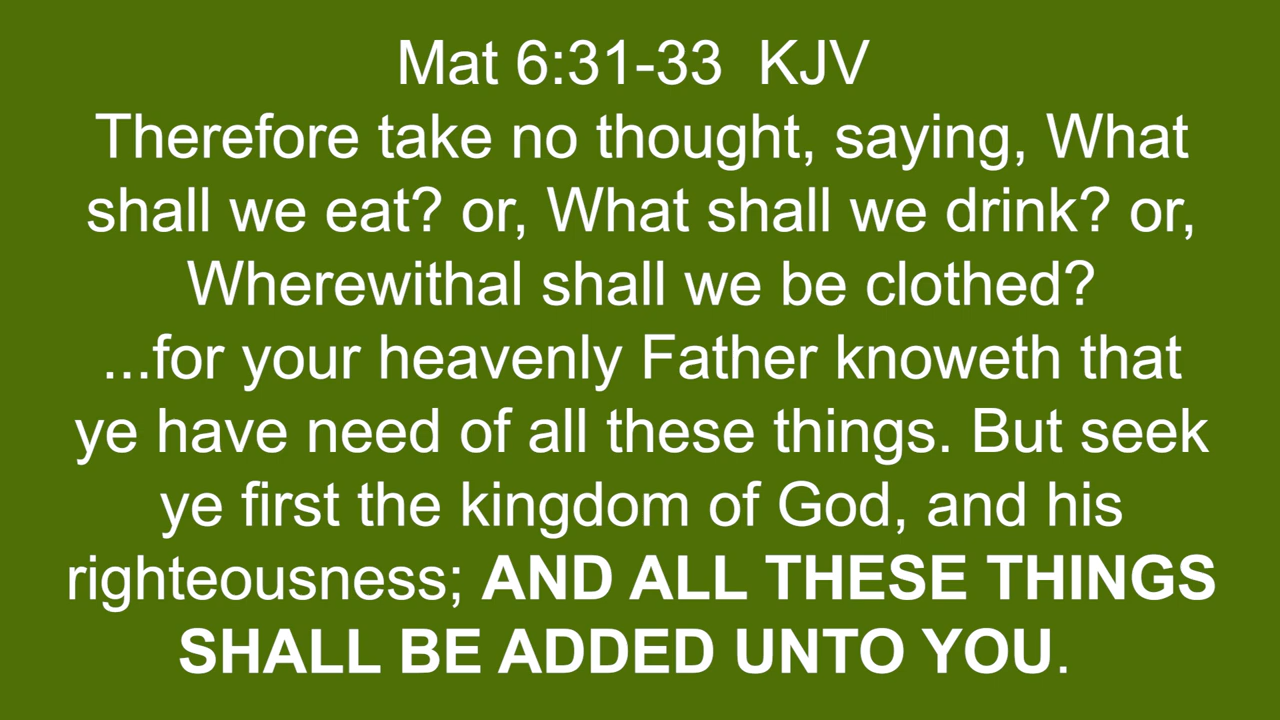 Mat 6:31-33  KJV
Therefore take no thought, saying, What
shall we eat? or, What shall we drink? or,
Wherewithal shall we be clothed?
...for your heavenly Father knoweth that
ye have need of all these things. But seek
ye first the kingdom of God, and his
righteousness; AND ALL THESE THINGS
SHALL BE ADDED UNTO YOU.